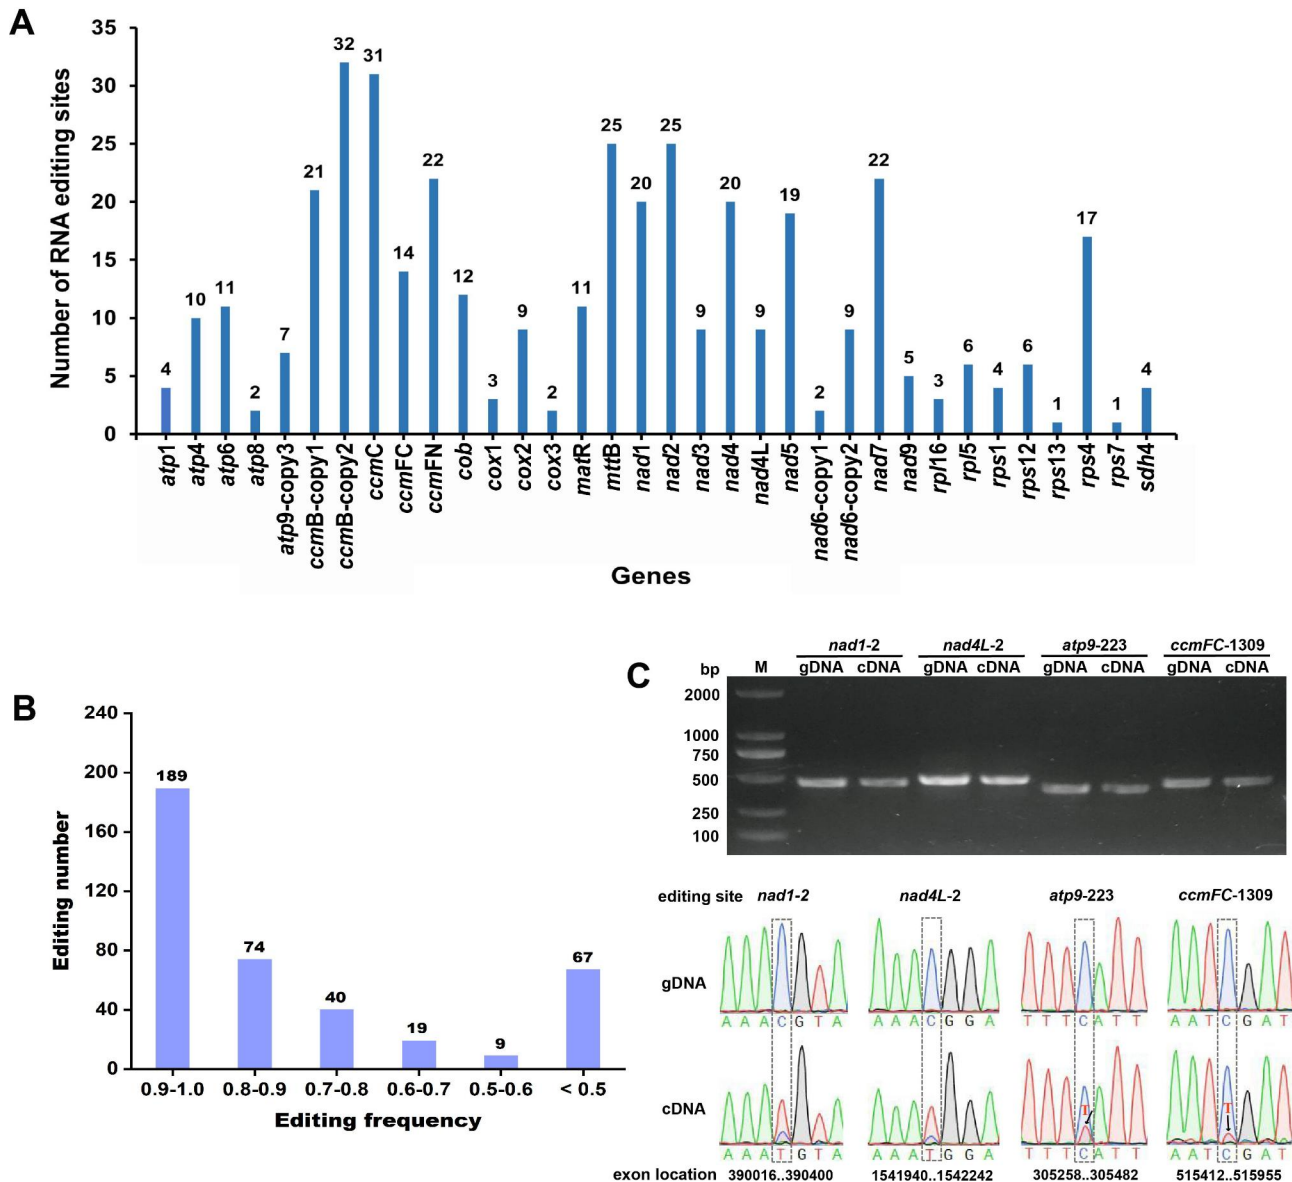 A
Number of RNA editing sites
35
30
25
20
15
10
5
0
4
10
11
2
7
21
32
31
14
22
12
3
9
2
11
25
20
25
9
20
9
19
2
9
22
5
3
6
4
6
1
17
1
4
atp1
atp4
atp6
atp8
atp9-copy3
ccmB-copy1
ccmB-copy2
ccmC
ccmFC
ccmFN
cob
cox1
cox2
cox3
matR
mttB
nad1
nad2
nad3
nad4
nad4L
nad5
nad6-copy1
nad6-copy2
nad7
nad9
rpl16
rpl5
rps1
rps12
rps13
rps4
rps7
sdh4
Genes
B
Editing number
240
200
160
120
80
40
0
189
74
40
19
9
67
0.9-1.0 0.8-0.9 0.7-0.8 0.6-0.7 0.5-0.6 < 0.5
Editing frequency
C
nad1-2 nad4L-2 atp9-223 ccmFC-1309
bp M gDNA cDNA gDNA cDNA gDNA cDNA gDNA cDNA
2000
1000
750
500
250
100
editing site nad1-2 nad4L-2 atp9-223 ccmFC-1309
gDNA
A A A C G T A A A A C G G A T T T C A T T A A T C G A T
cDNA
T T
A A A T G T A A A A T G G A T T T C A T T A A T C G A T
exon location 390016..390400 1541940..1542242 305258..305482 515412..515955